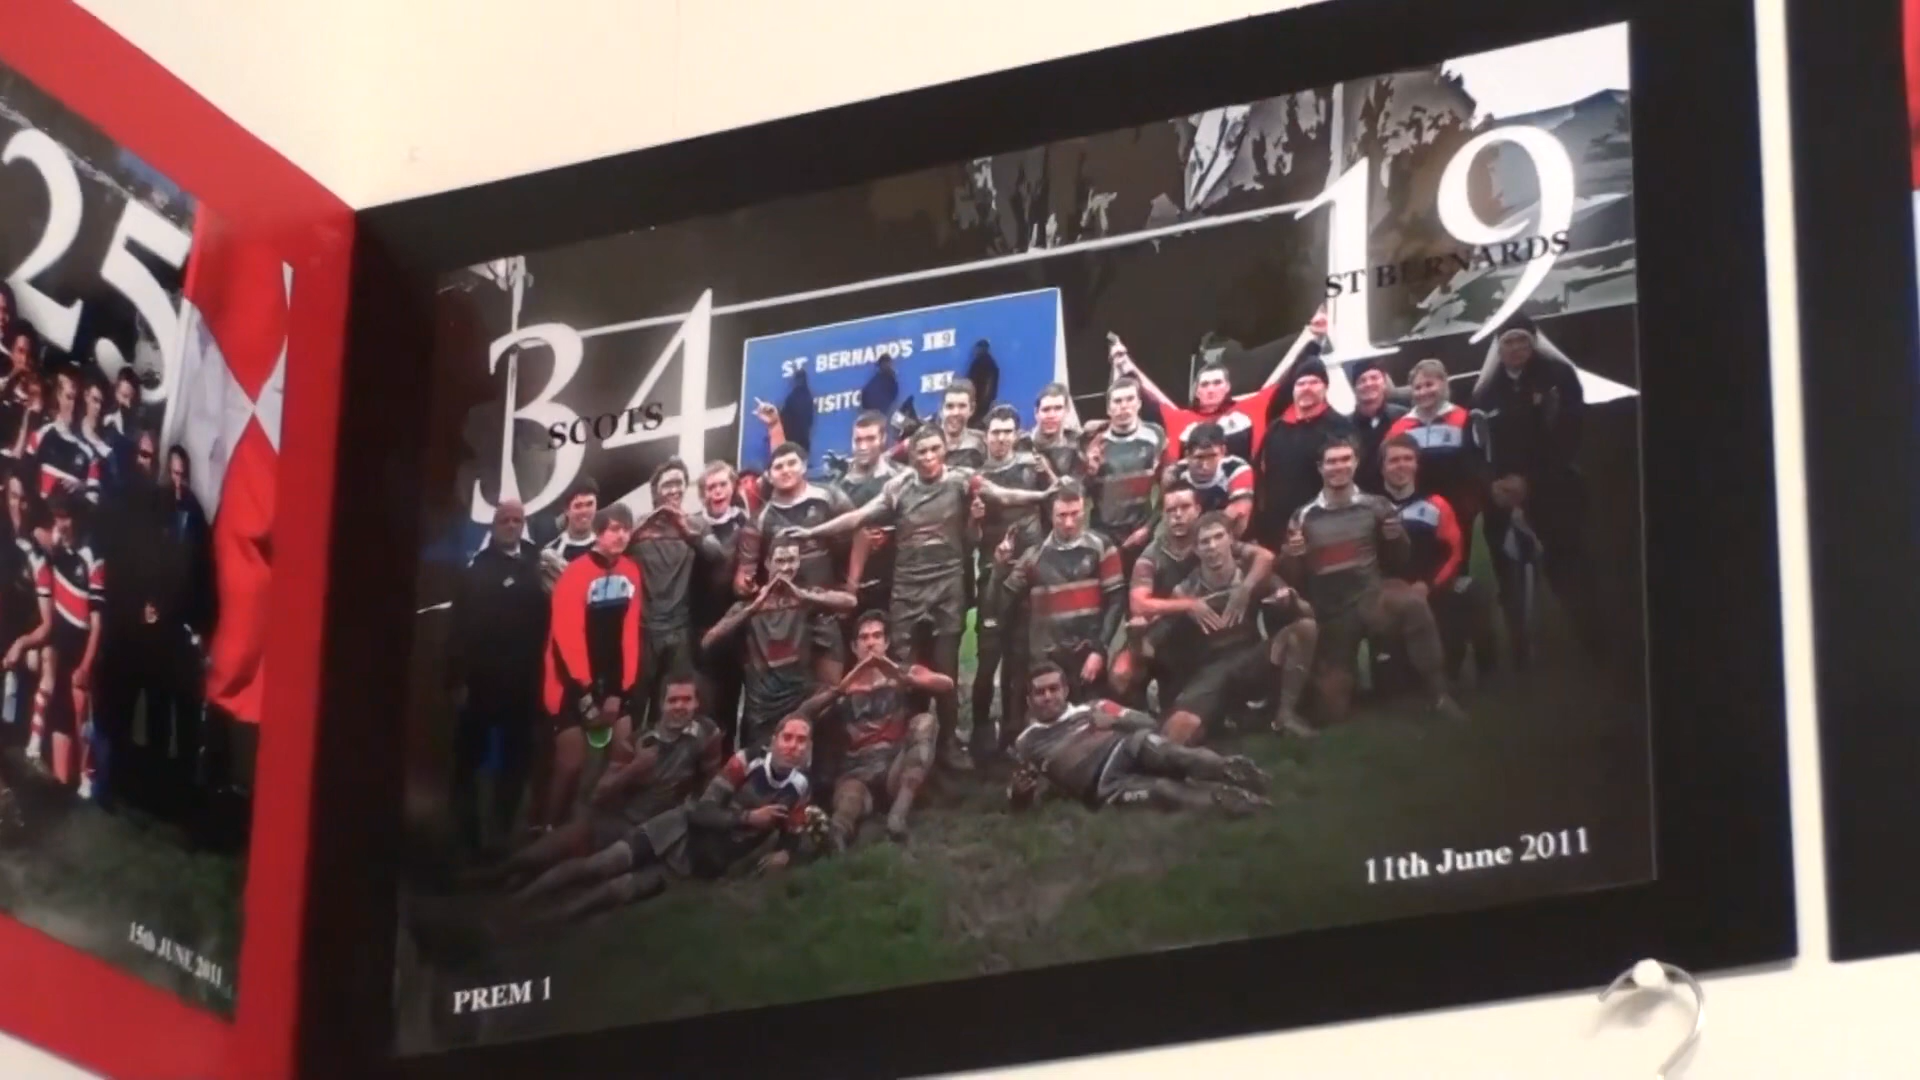 25
15th JUNE 2011
34
SCOTS
19
ST BERNARDS
ST BERNARD'S 19
VISITO 34
11th June 2011
PREM 1